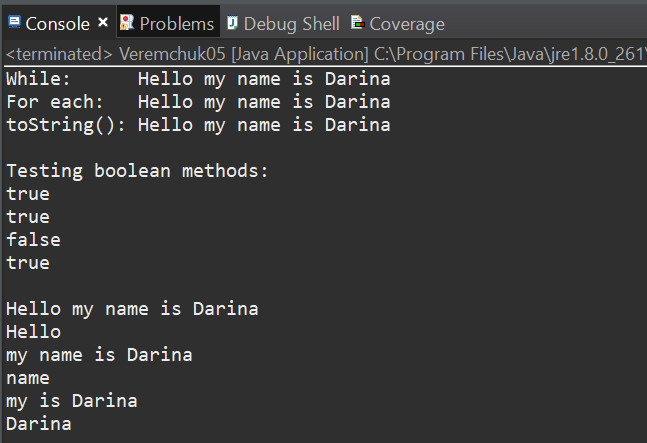 Console Problems Debug Shell Coverage
<terminated> Veremchuk05 [Java Application] C:\Program Files\Java\jre1.8.0_261\
While:      Hello my name is Darina
For each:   Hello my name is Darina
toString(): Hello my name is Darina
Testing boolean methods:
true
true
false
true
Hello my name is Darina
Hello
my name is Darina
name
my is Darina
Darina